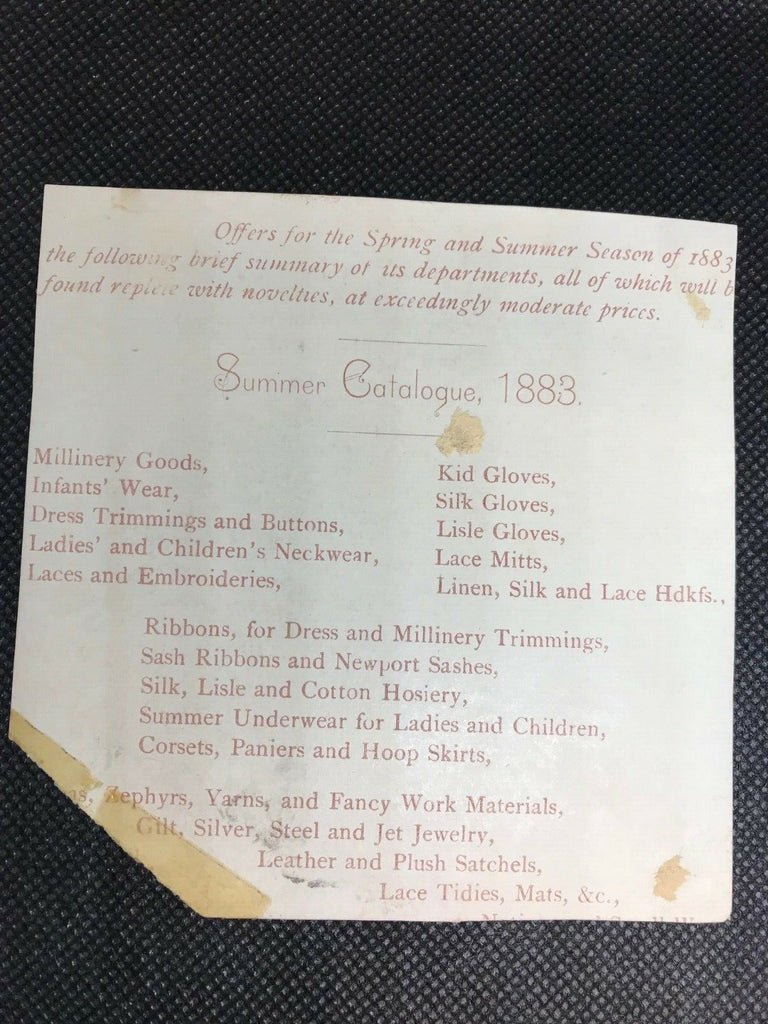 Offers for the Spring and Summer Season of 1883
the following brief summary of its departments, all of which will b
found replete with novelties, at exceedingly moderate prices.
Summer Catalogue, 1883.
Millinery Goods,
Infants' Wear,
Dress Trimmings and Buttons,
Ladies' and Children's Neckwear,
Laces and Embroideries,
Kid Gloves,
Silk Gloves,
Lisle Gloves,
Lace Mitts,
Linen, Silk and Lace Hdkfs.,
Ribbons, for Dress and Millinery Trimmings,
Sash Ribbons and Newport Sashes,
Silk, Lisle and Cotton Hosiery,
Summer Underwear for Ladies and Children,
Corsets, Paniers and Hoop Skirts,
Zephyrs, Yarns, and Fancy Work Materials,
Gilt, Silver, Steel and Jet Jewelry,
Leather and Plush Satchels,
Lace Tidies, Mats, &c.,